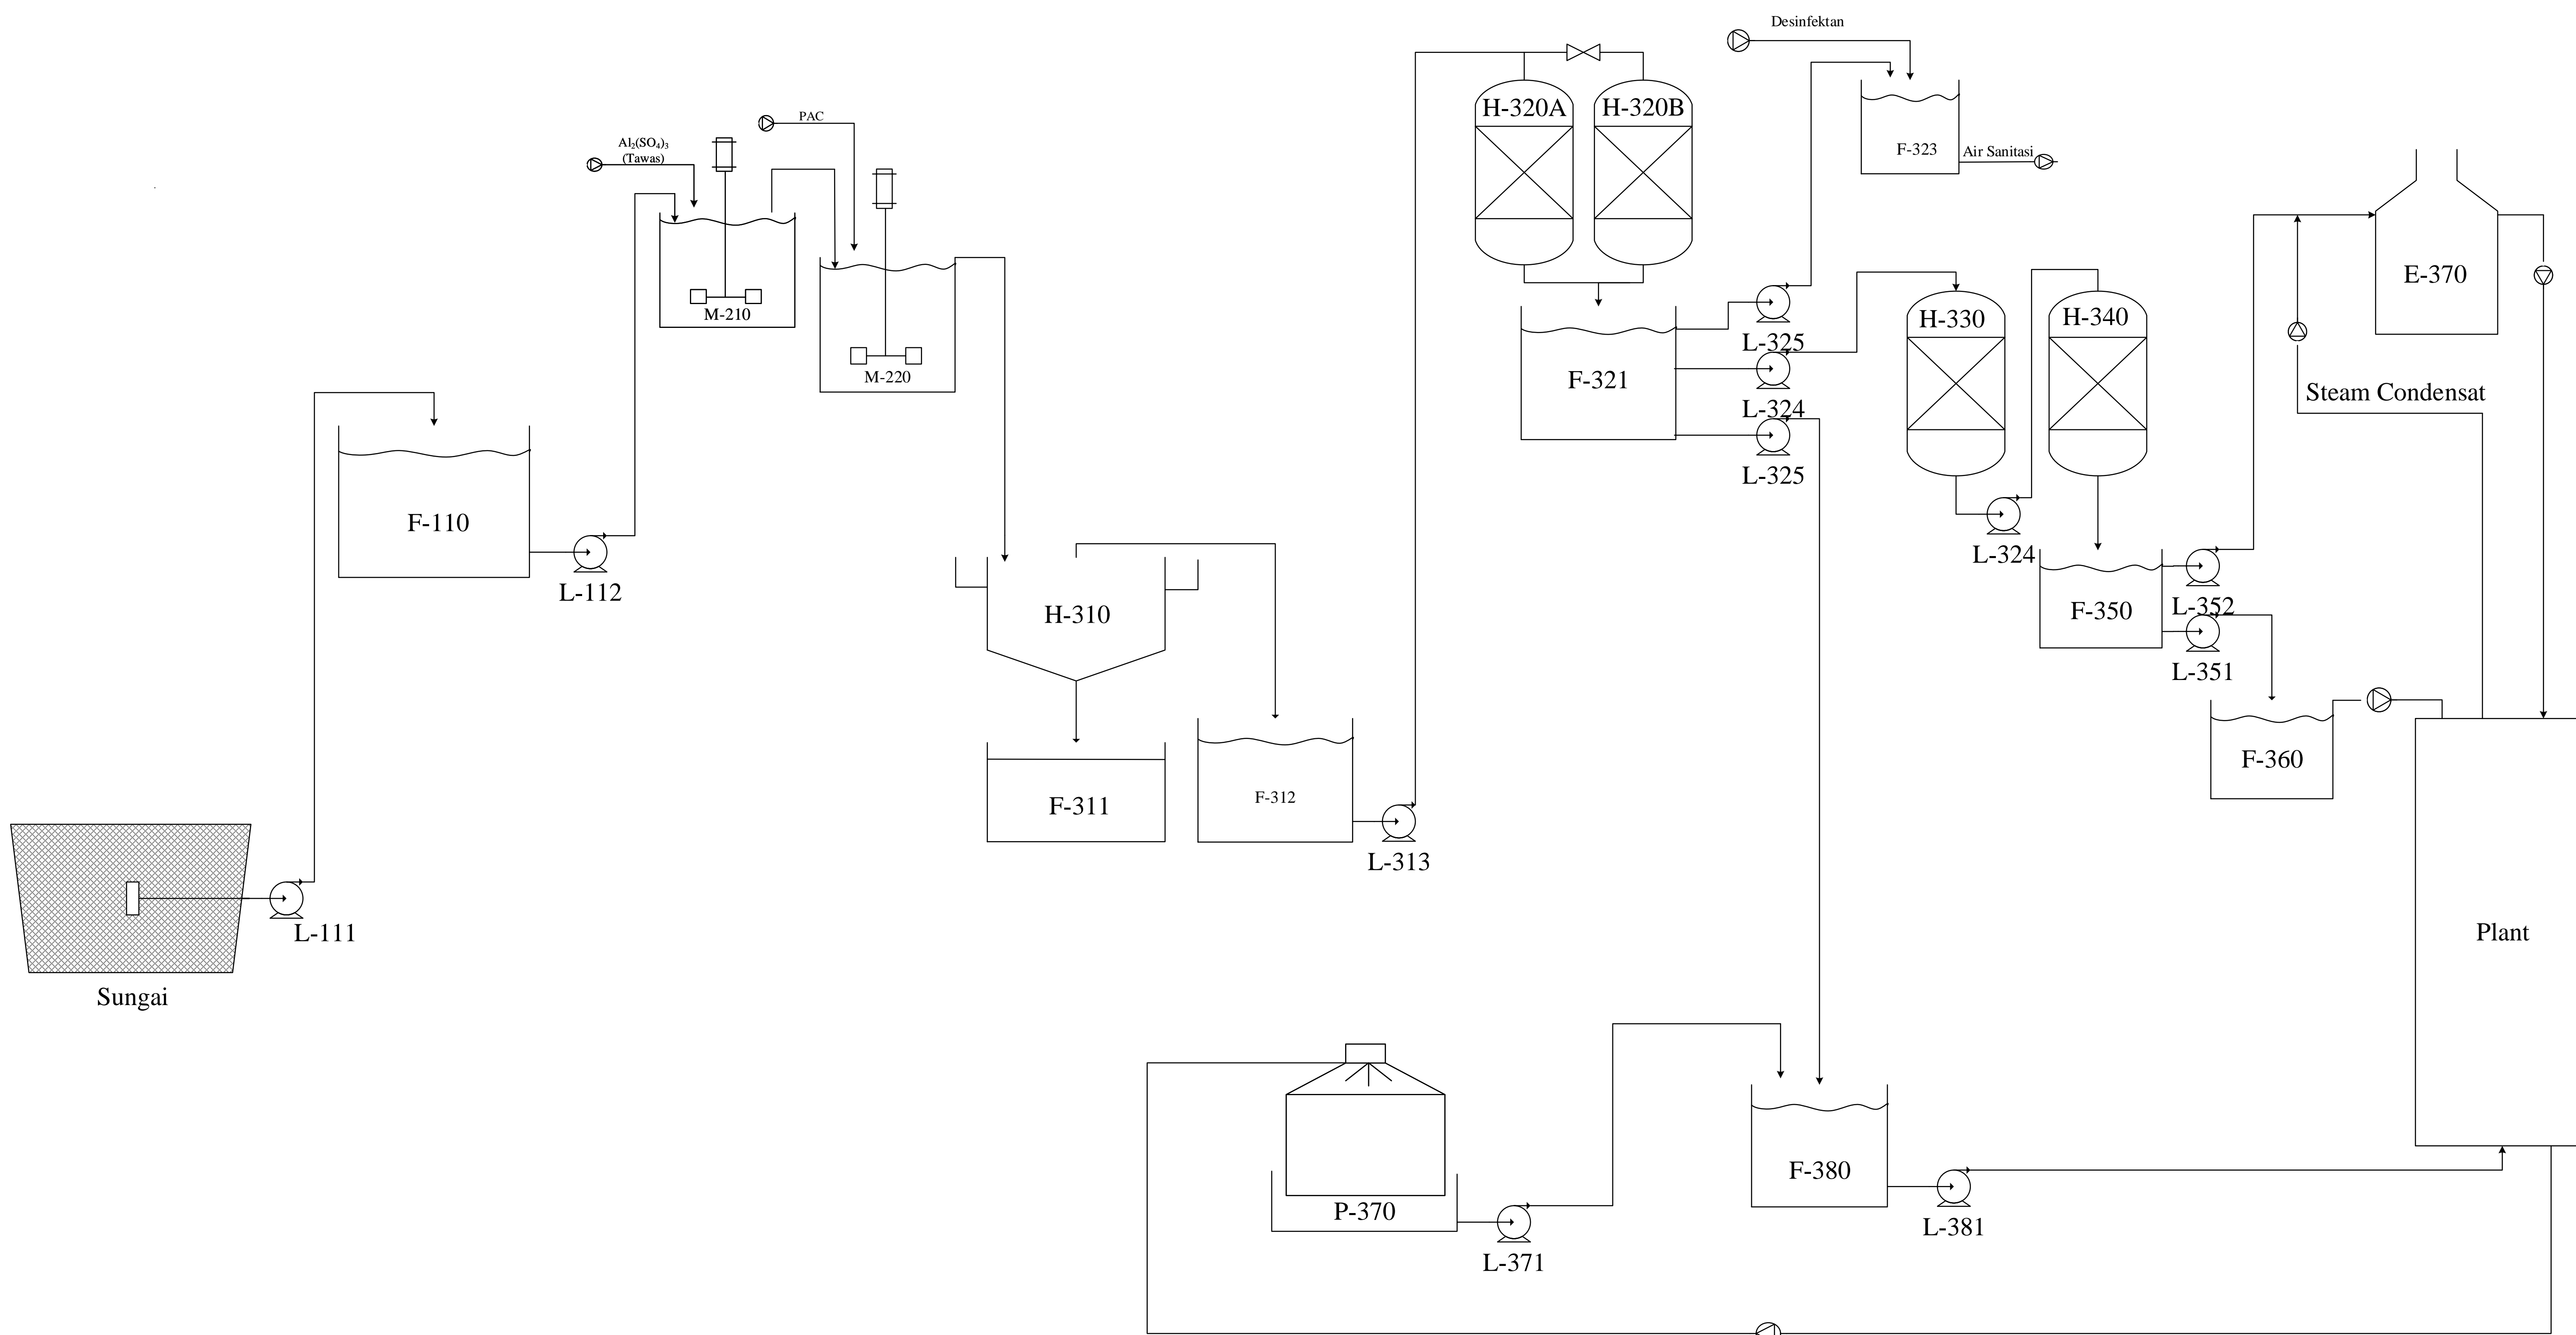 Desinfektan
PAC
Al₂(SO₄)₃
(Tawas)
H-320A
H-320B
F-323
Air Sanitasi
M-210
M-220
E-370
H-330
H-340
L-325
F-321
L-324
L-325
Steam Condensat
F-110
L-112
L-324
H-310
F-350
L-352
L-351
F-360
F-311
F-312
L-313
L-111
Sungai
Plant
P-370
L-371
F-380
L-381